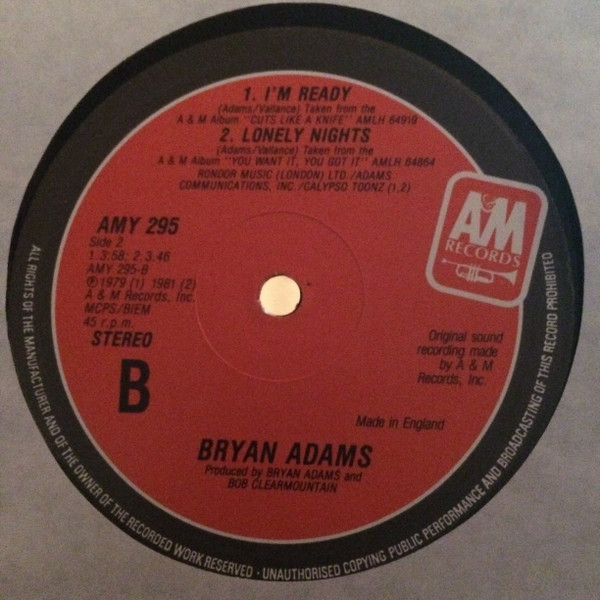 1. I'M READY
(Adams/Vallance) Taken from the
A & M Album "CUTS LIKE A KNIFE" AMLH 64919
2. LONELY NIGHTS
(Adams/Vallance) Taken from the
A & M Album "YOU WANT IT, YOU GOT IT" AMLH 64864
RONDOR MUSIC (LONDON) LTD./ADAMS
COMMUNICATIONS, INC./CALYPSO TOONZ (1,2)
AMY 295
Side 2
1. 3:58; 2. 3.46
AMY 295-B
Ⓟ1979 (1) 1981 (2)
A & M Records, Inc.
MCPS/BIEM
45 r.p.m.
STEREO
B
A&M
RECORDS
Original sound
recording made
by A & M
Records, Inc.
Made in England
BRYAN ADAMS
Produced by BRYAN ADAMS and
BOB CLEARMOUNTAIN
ALL RIGHTS OF THE MANUFACTURER AND OF THE OWNER OF THE RECORDED WORK RESERVED · UNAUTHORISED COPYING PUBLIC PERFORMANCE AND BROADCASTING OF THIS RECORD PROHIBITED